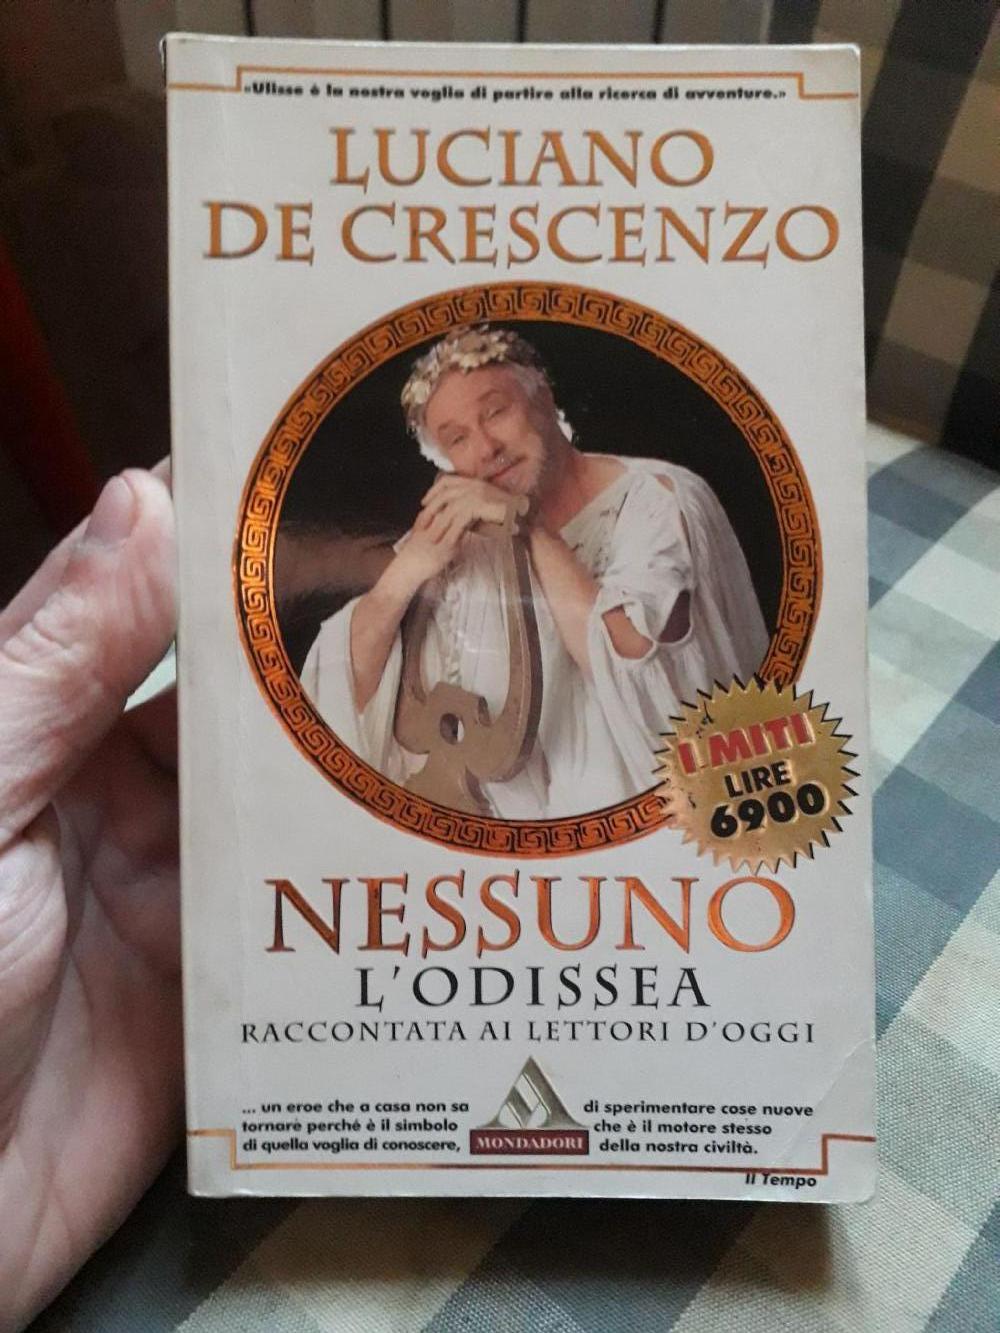 «Ulisse è la nostra voglia di partire alla ricerca di avventure.»
LUCIANO
DE CRESCENZO
I MITI
LIRE
6900
NESSUNO
L'ODISSEA
RACCONTATA AI LETTORI D'OGGI
... un eroe che a casa non sa
tornare perché è il simbolo
di quella voglia di conoscere,
MONDADORI
di sperimentare cose nuove
che è il motore stesso
della nostra civiltà.
Il Tempo